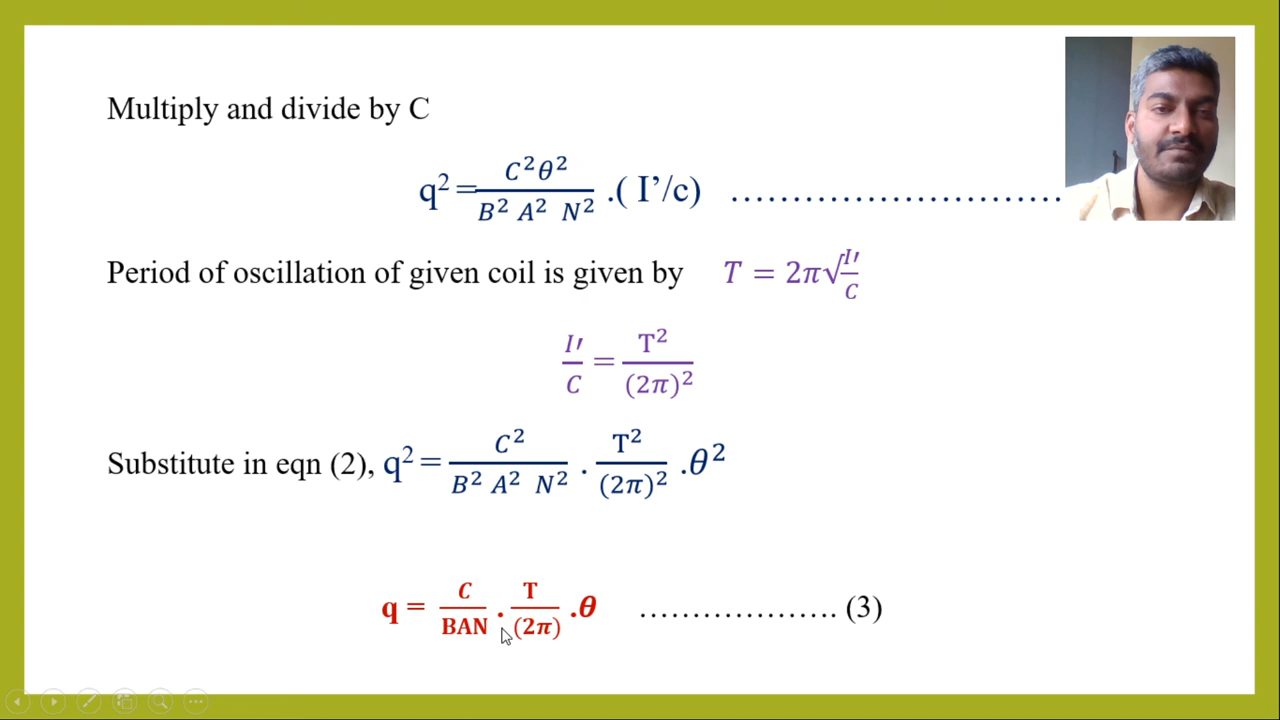 Multiply and divide by C
q² = C²θ² / B² A² N² .( I’/c) ..............................
Period of oscillation of given coil is given by T = 2π√I′/C
I′/C = T²/(2π)²
Substitute in eqn (2), q² = C² / B² A² N² . T²/(2π)² .θ²
q = C/BAN . T/(2π) .θ ................... (3)